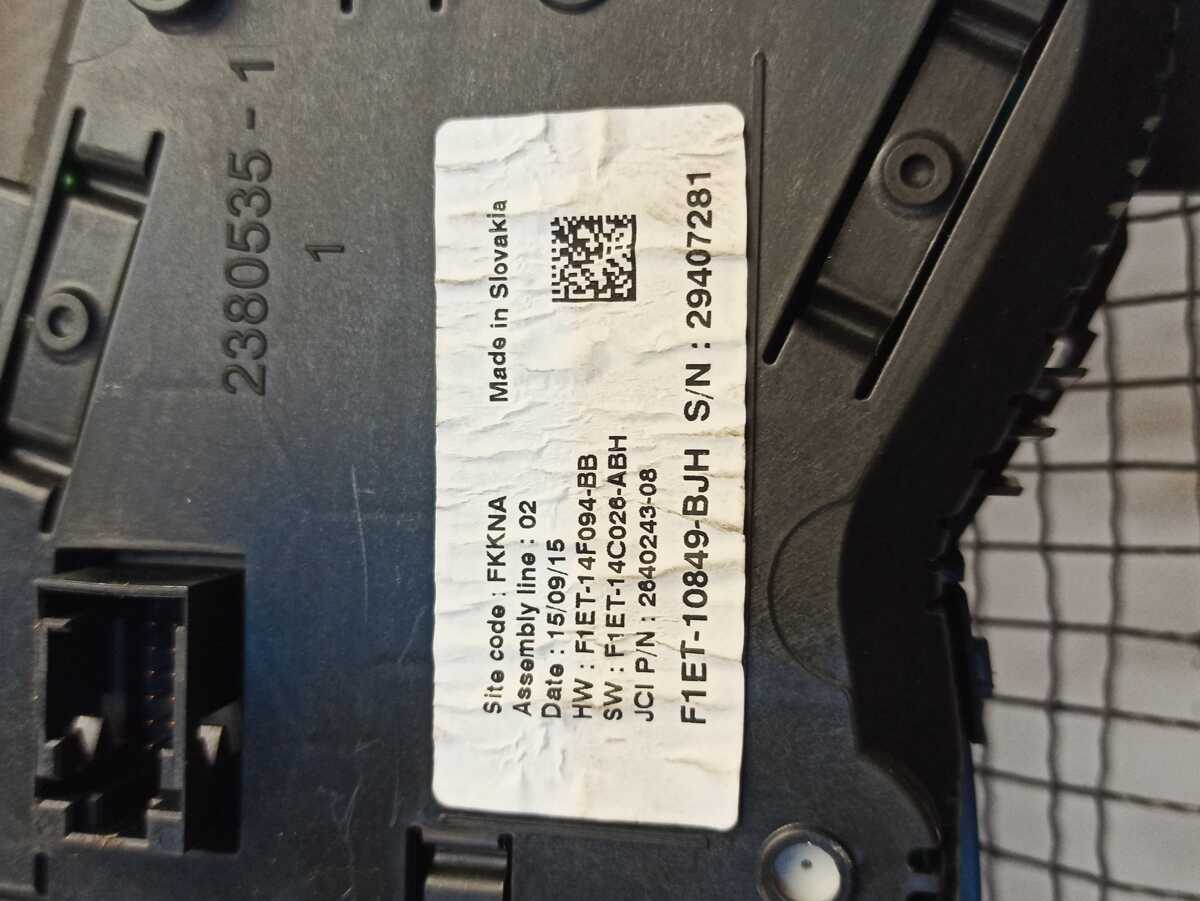 2380535-1
1
Site code : FKKNA
Made in Slovakia
Assembly line : 02
Date : 15/09/15
HW : F1ET-14F094-BB
SW : F1ET-14C026-ABH
JCI P/N : 2640243-08
F1ET-10849-BJH S/N : 29407281